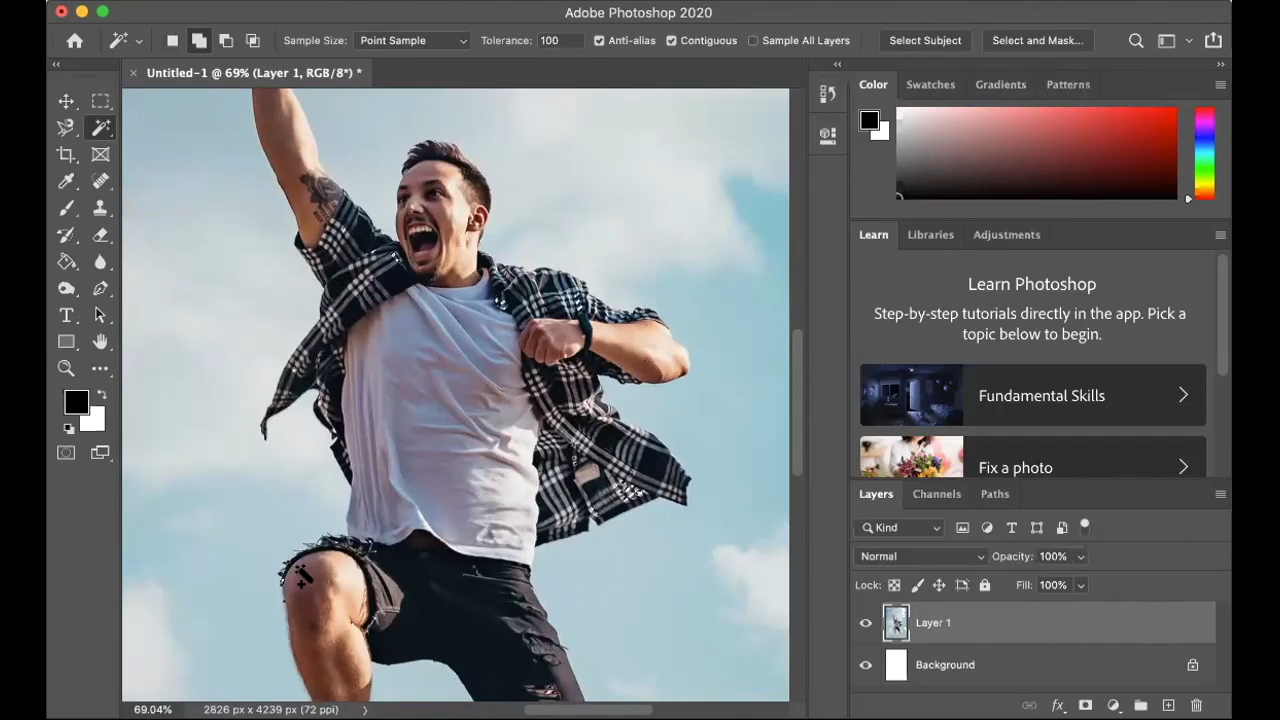 Adobe Photoshop 2020
Sample Size: Point Sample Tolerance: 100 Anti-alias Contiguous Sample All Layers Select Subject Select and Mask...
Untitled-1 @ 69% (Layer 1, RGB/8*) *
Color Swatches Gradients Patterns
Learn Libraries Adjustments
Learn Photoshop
Step-by-step tutorials directly in the app. Pick a
topic below to begin.
Fundamental Skills
Fix a photo
Layers Channels Paths
Kind
Normal Opacity: 100%
Lock: Fill: 100%
Layer 1
Background
69.04% 2826 px x 4239 px (72 ppi)